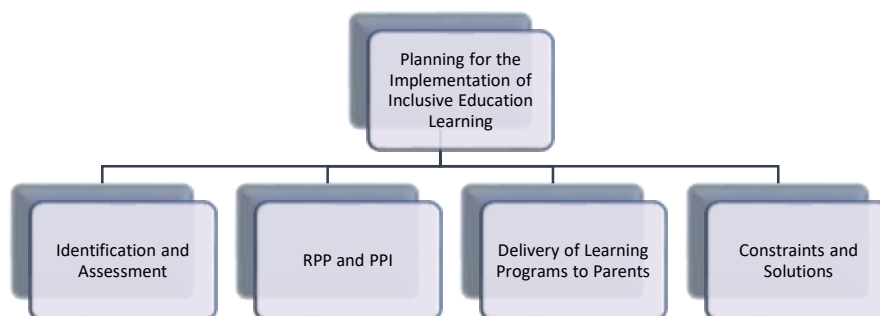 Planning for the
Implementation of
Inclusive Education
Learning
Identification and
Assessment
RPP and PPI
Delivery of Learning
Programs to Parents
Constraints and
Solutions